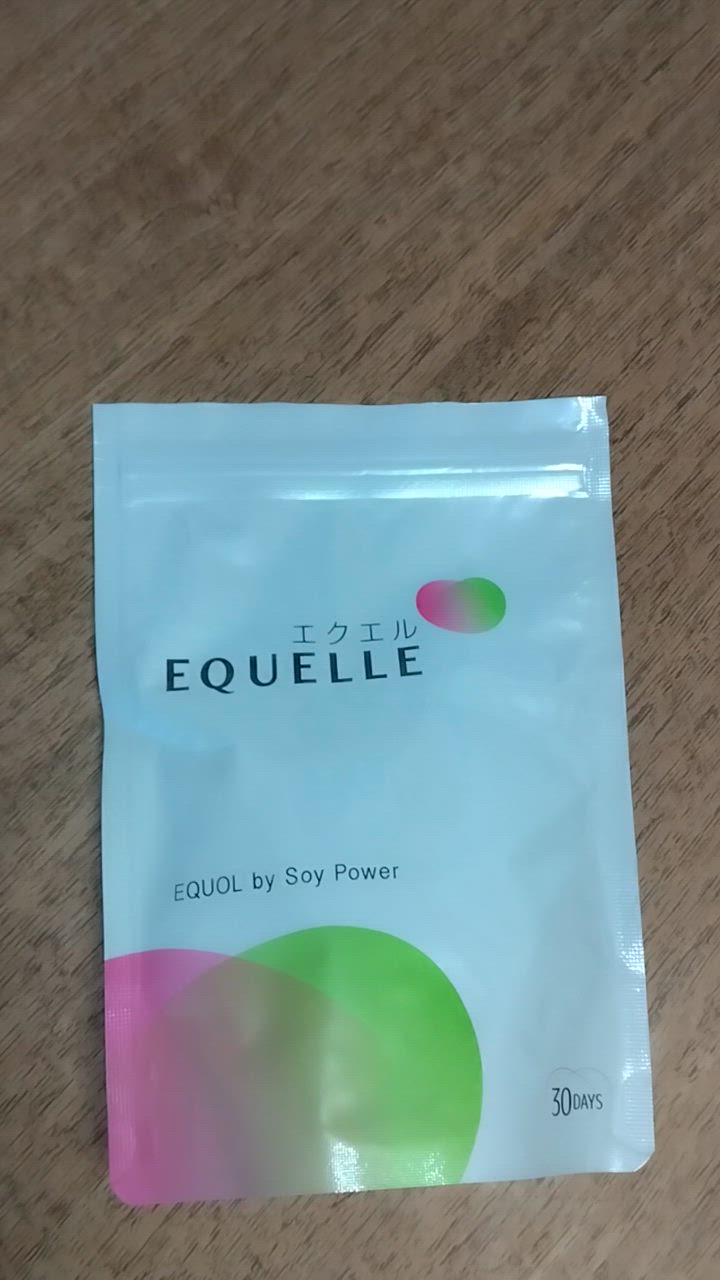 エクエル
EQUELLE
EQUOL by Soy Power
30DAYS